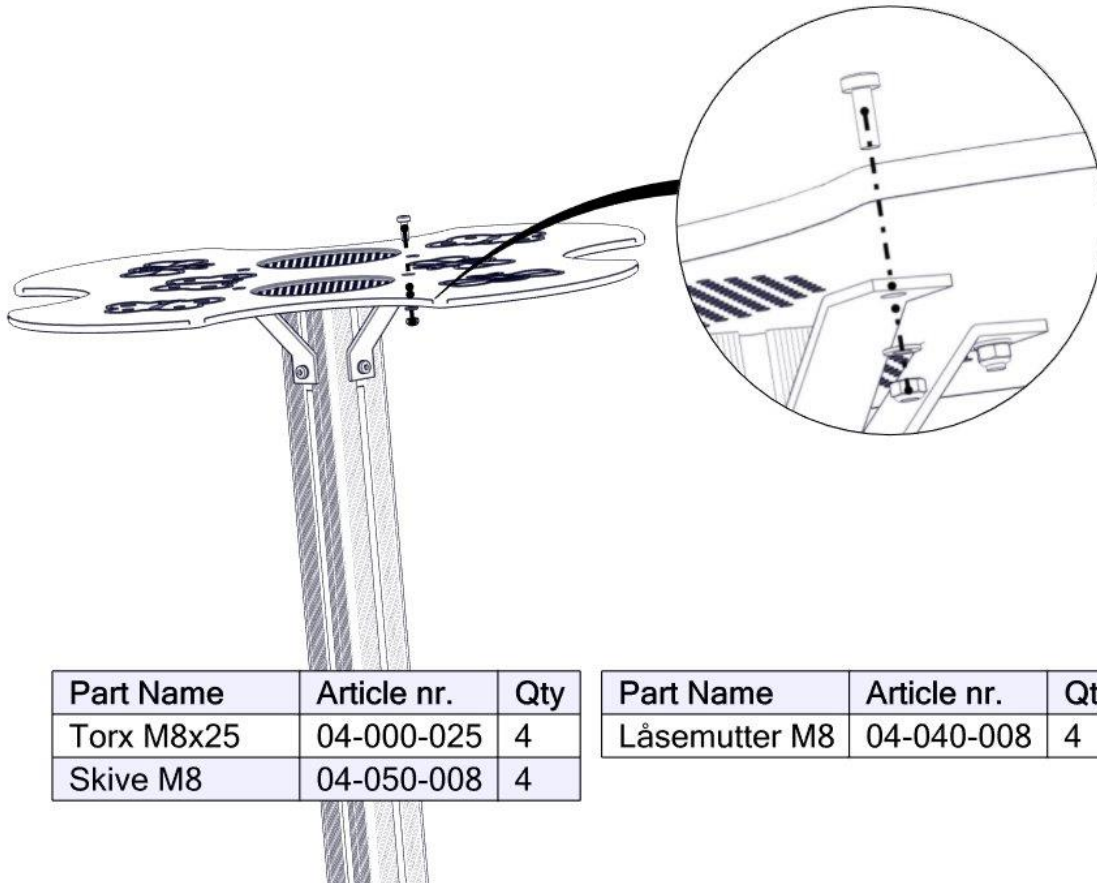 Part Name Article nr. Qty
Torx M8x25 04-000-025 4
Skive M8 04-050-008 4
Part Name Article nr. Qt
Låsemutter M8 04-040-008 4